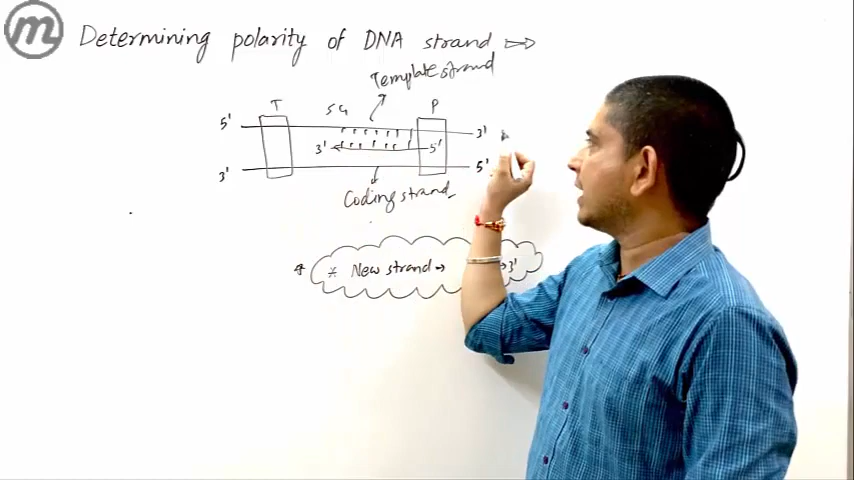 m
Determining polarity of DNA strand ⇒
Template strand
T
SG
P
5'
3'
3'
5'
3'
5'
Coding strand
* * New strand → → 3'